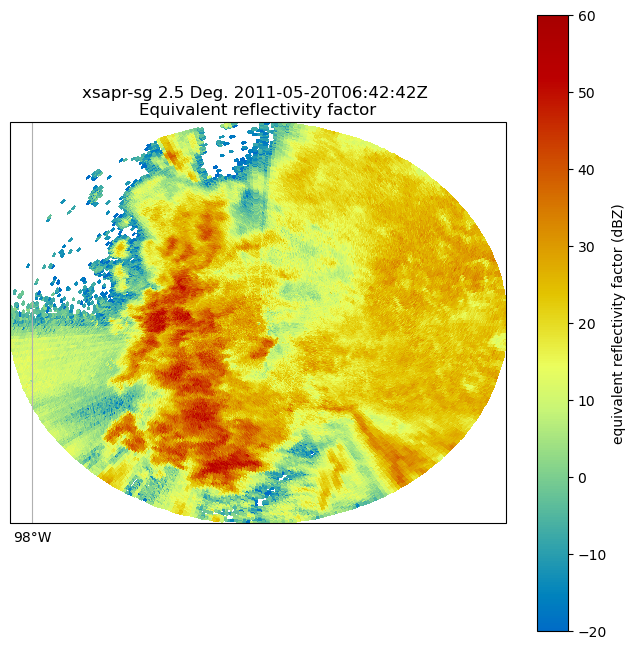 xsapr-sg 2.5 Deg. 2011-05-20T06:42:42Z
Equivalent reflectivity factor
98°W
60
50
40
30
20
10
0
−10
−20
equivalent reflectivity factor (dBZ)